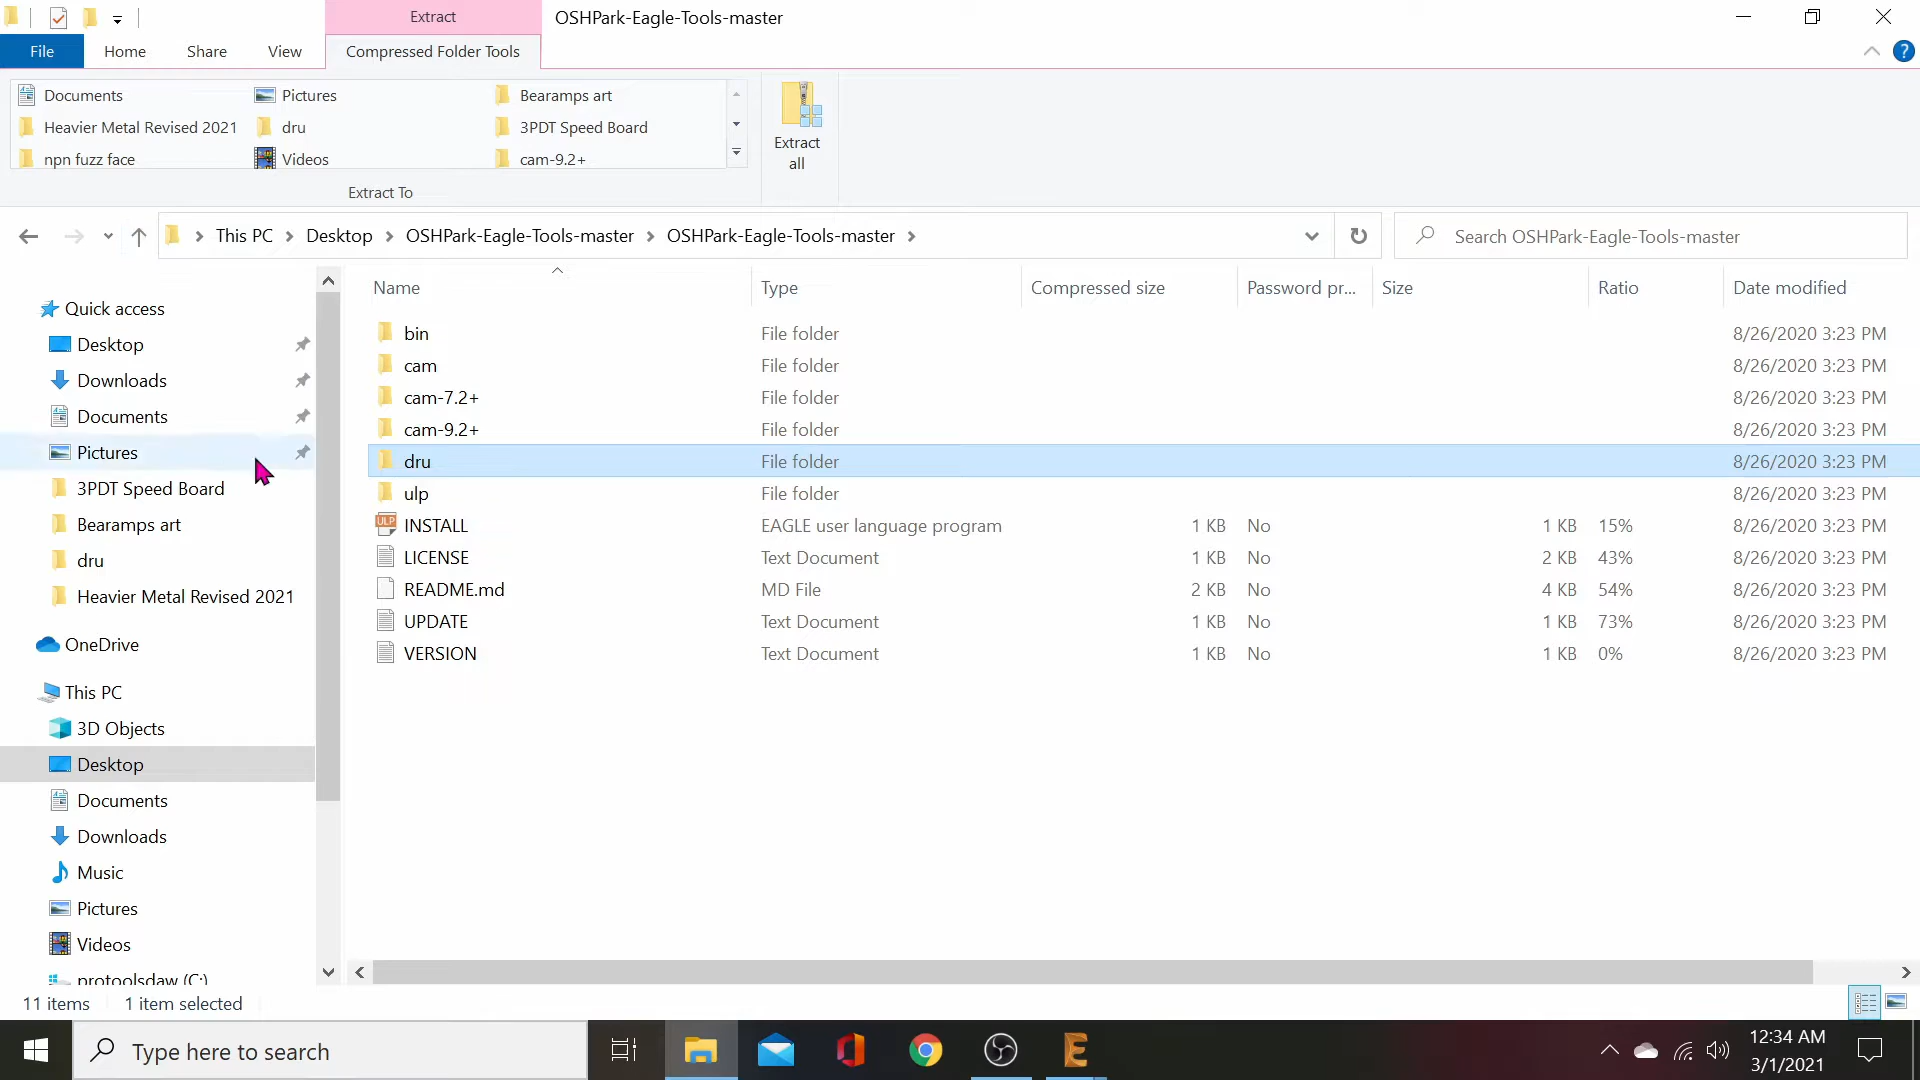 Extract
OSHPark-Eagle-Tools-master
File
Home
Share
View
Compressed Folder Tools
?
Documents
Pictures
Bearamps art
Heavier Metal Revised 2021
dru
3PDT Speed Board
npn fuzz face
Videos
cam-9.2+
Extract
all
Extract To
This PC
Desktop
OSHPark-Eagle-Tools-master
OSHPark-Eagle-Tools-master
Search OSHPark-Eagle-Tools-master
Quick access
Desktop
Downloads
Documents
Pictures
3PDT Speed Board
Bearamps art
dru
Heavier Metal Revised 2021
OneDrive
This PC
3D Objects
Desktop
Documents
Downloads
Music
Pictures
Videos
protoolsdaw (C:)
Name Type Compressed size Password pr... Size Ratio Date modified
bin File folder 8/26/2020 3:23 PM
cam File folder 8/26/2020 3:23 PM
cam-7.2+ File folder 8/26/2020 3:23 PM
cam-9.2+ File folder 8/26/2020 3:23 PM
dru File folder 8/26/2020 3:23 PM
ulp File folder 8/26/2020 3:23 PM
ULP INSTALL EAGLE user language program 1 KB No 1 KB 15% 8/26/2020 3:23 PM
LICENSE Text Document 1 KB No 2 KB 43% 8/26/2020 3:23 PM
README.md MD File 2 KB No 4 KB 54% 8/26/2020 3:23 PM
UPDATE Text Document 1 KB No 1 KB 73% 8/26/2020 3:23 PM
VERSION Text Document 1 KB No 1 KB 0% 8/26/2020 3:23 PM
11 items 1 item selected
Type here to search
12:34 AM
3/1/2021